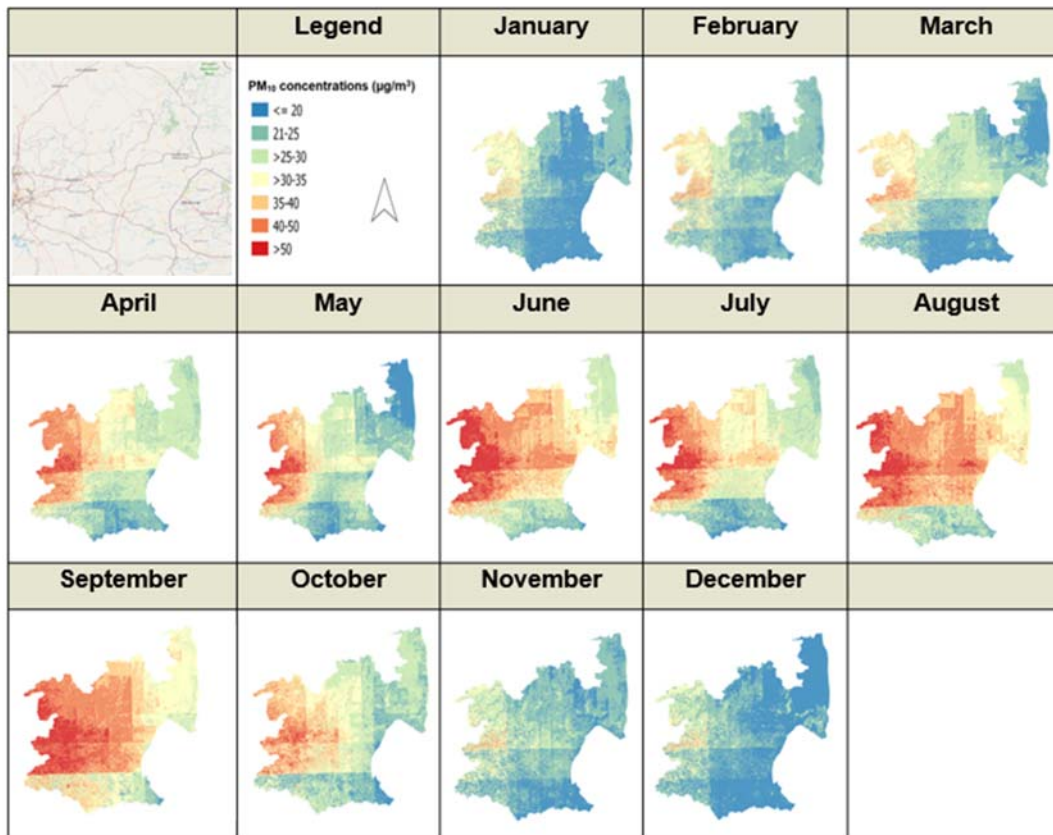 Legend
January
February
March
PM₁₀ concentrations (µg/m³)
<= 20
21-25
>25-30
>30-35
35-40
40-50
>50
April
May
June
July
August
September
October
November
December